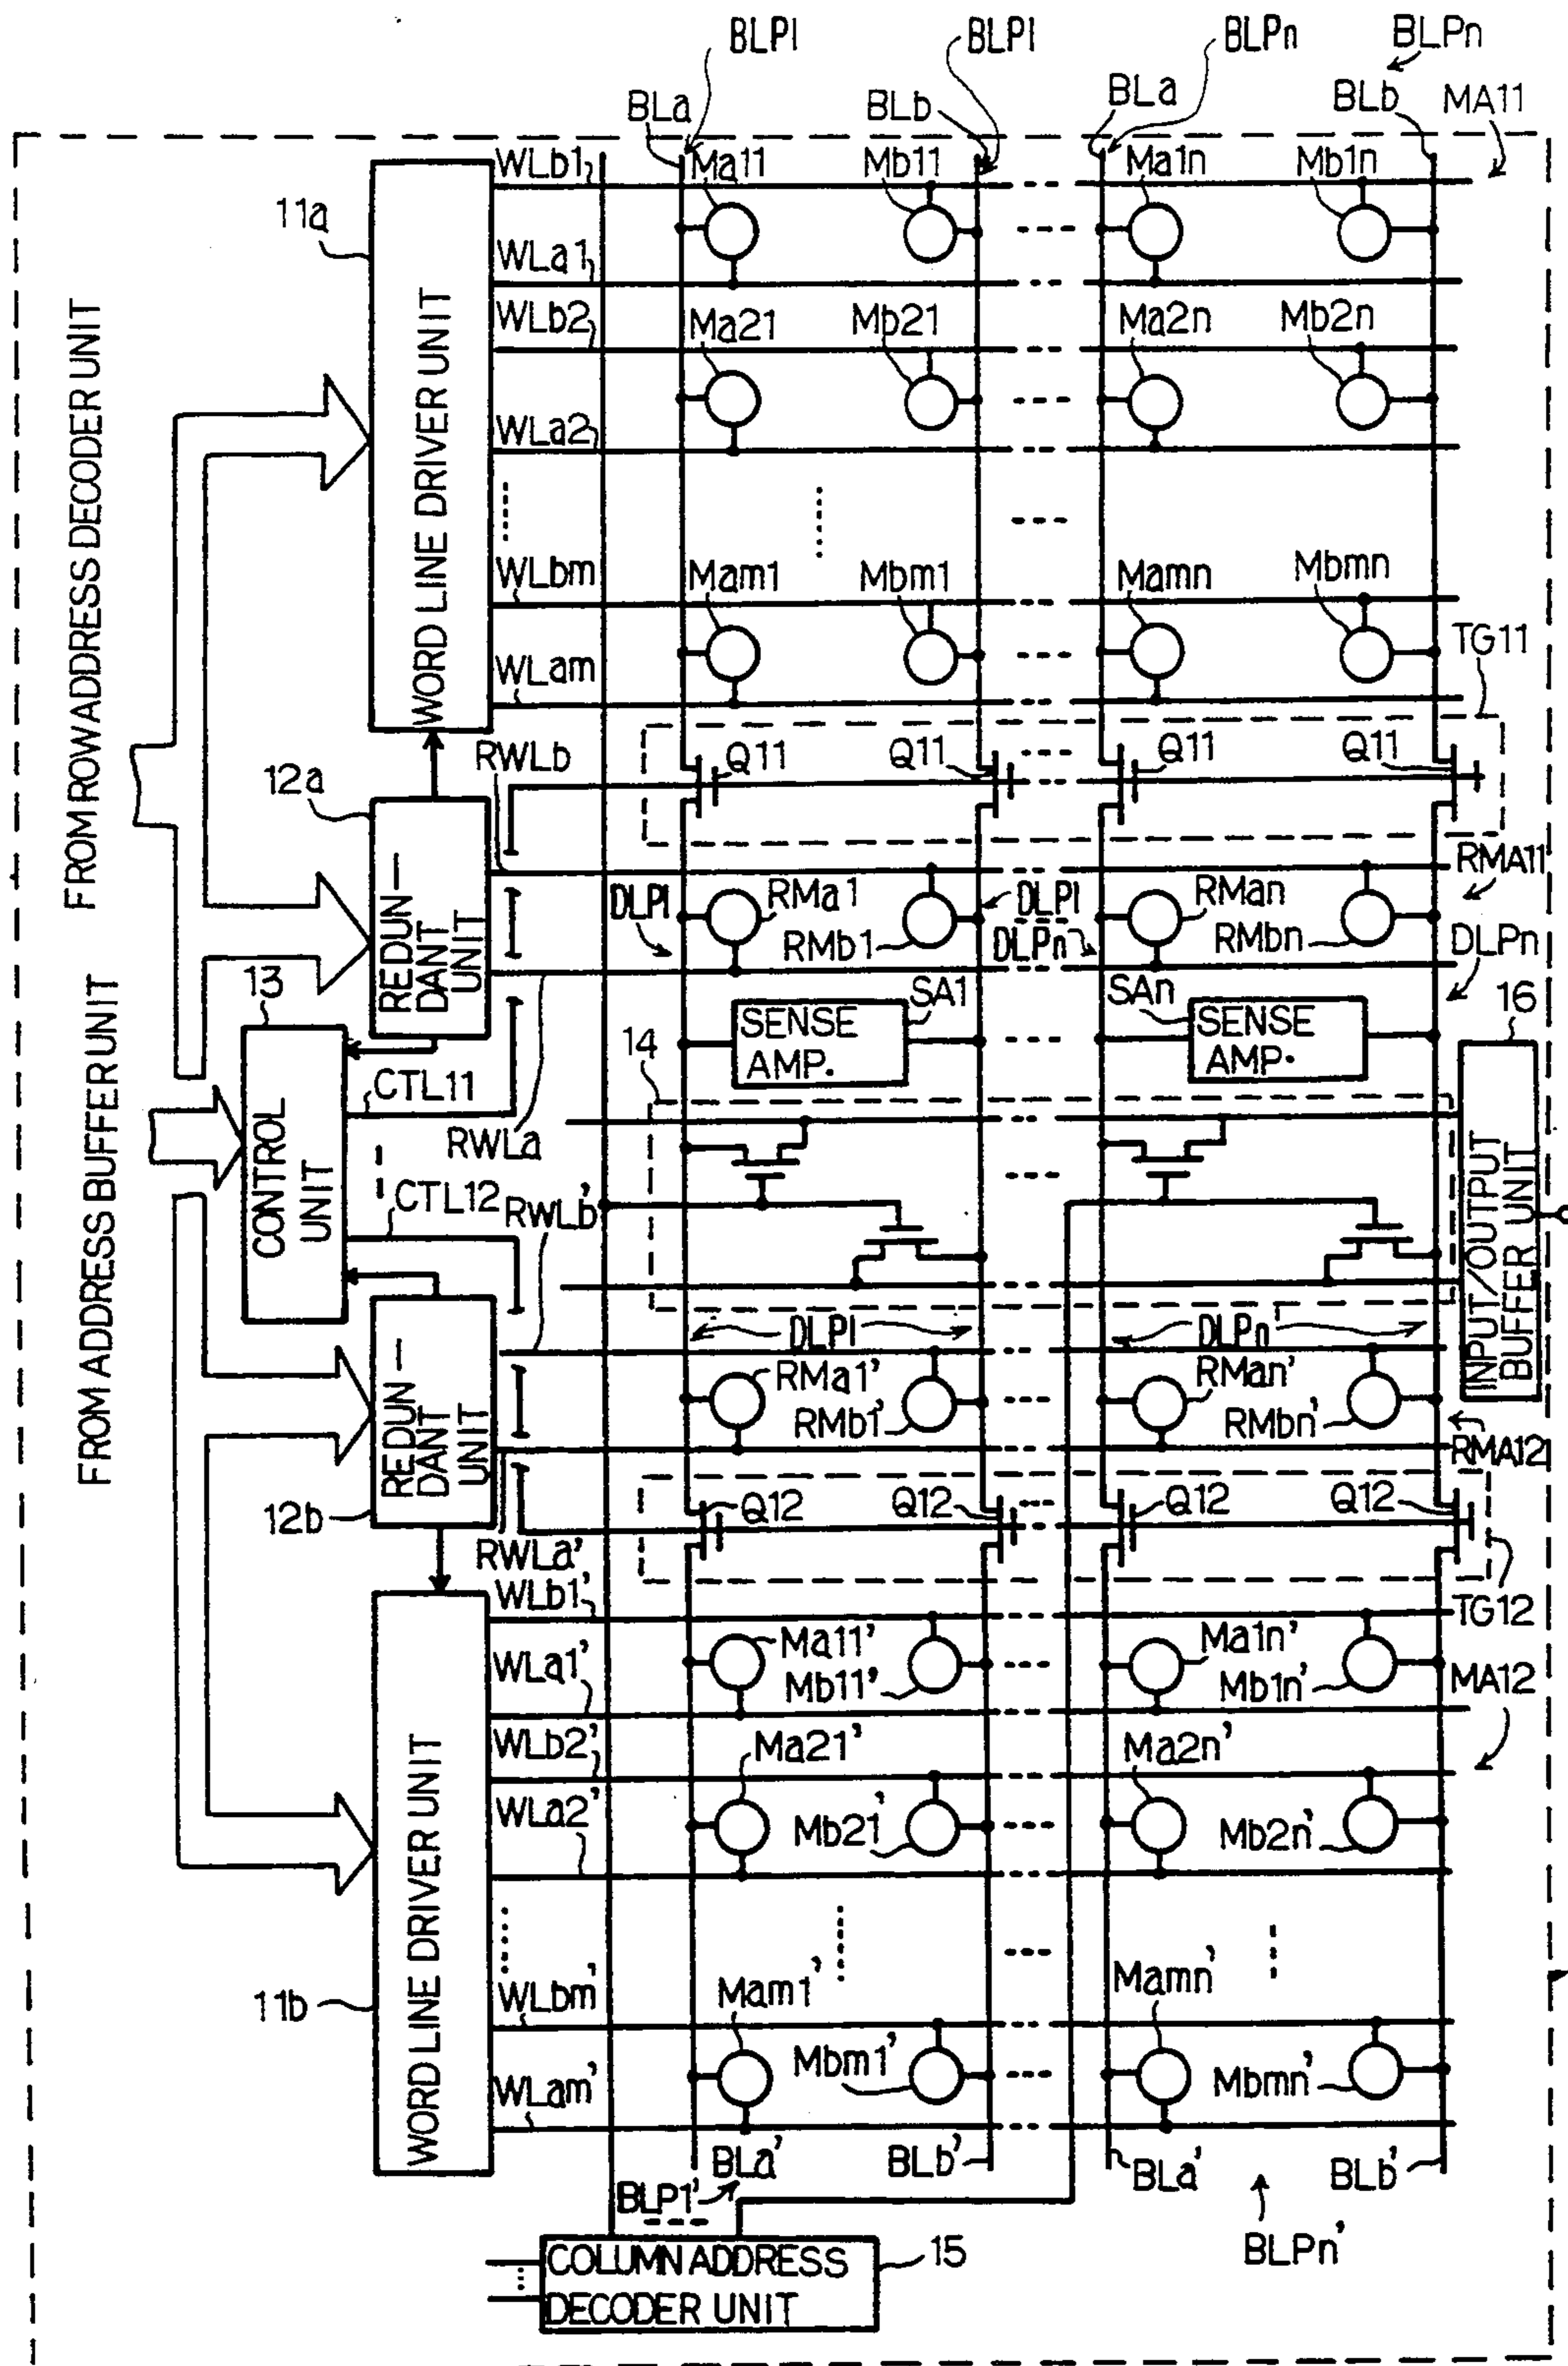 BLP1
BLP1
BLPn
BLPn
BLa
BLb
BLa
BLb
MA11
WLb1
Ma11
Mb11
Ma1n
Mb1n
11a
WLa1
WLb2
Ma21
Mb21
Ma2n
Mb2n
WORD LINE DRIVER UNIT
FROM ROW ADDRESS DECODER UNIT
WLa2
WLbm
Mam1
Mbm1
Mamn
Mbmn
TG11
WLam
RWLb
Q11
Q11
Q11
Q11
12a
RMA11
REDUN-
DANT
UNIT
DLP1
RMa1
RMb1
DLP1
DLPn
RMan
RMbn
DLPn
13
14
SENSE
AMP.
SA1
SAn
SENSE
AMP.
16
FROM ADDRESS BUFFER UNIT
CONTROL
UNIT
CTL11
RWLa
CTL12
RWLb'
INPUT/OUTPUT
BUFFER UNIT
DLP1
DLPn'
REDUN-
DANT
UNIT
RMa1'
RMb1'
RMan'
RMbn'
RMA12
12b
Q12
Q12
Q12
Q12
RWLa'
WLb1'
TG12
WLa1'
Ma11'
Mb11'
Ma1n'
Mb1n'
MA12
WLb2'
Ma21'
Ma2n'
WORD LINE DRIVER UNIT
WLa2'
Mb21'
Mb2n'
11b
WLbm'
Mam1'
Mamn'
WLam'
Mbm1'
Mbmn'
BLa'
BLb'
BLa'
BLb'
BLP1'
BLPn'
COLUMN ADDRESS
DECODER UNIT
15